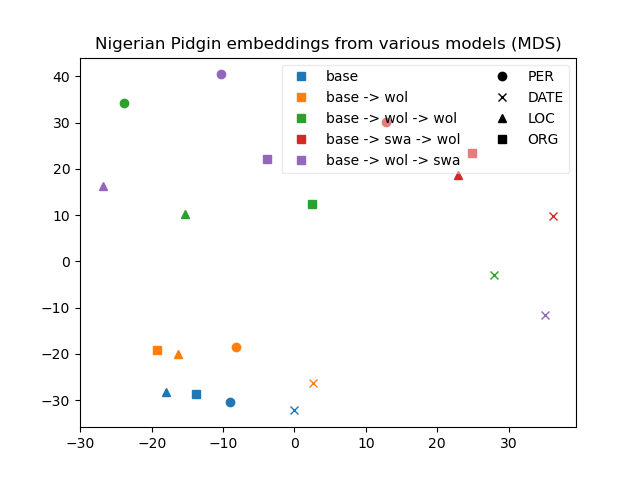 Nigerian Pidgin embeddings from various models (MDS)
40
30
20
10
0
−10
−20
−30
base
base -> wol
base -> wol -> wol
base -> swa -> wol
base -> wol -> swa
PER
DATE
LOC
ORG
−30 −20 −10 0 10 20 30